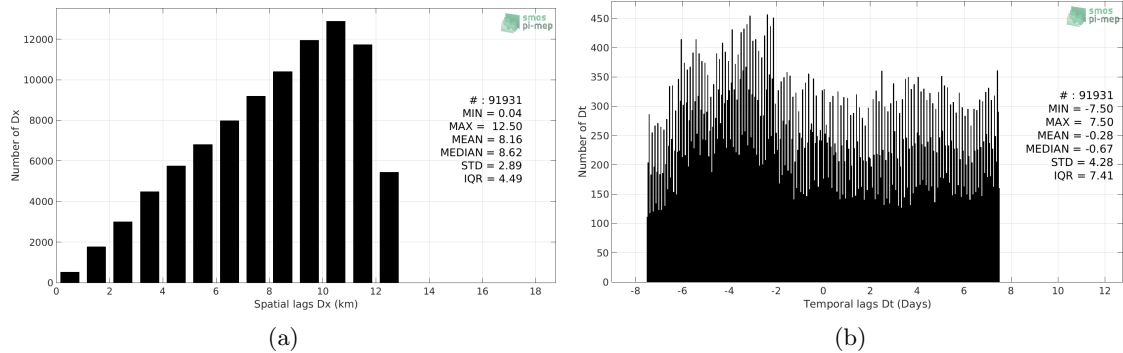 smos
pi-mep
12000
10000
8000
6000
4000
2000
0
Number of Dx
# : 91931
MIN = 0.04
MAX = 12.50
MEAN = 8.16
MEDIAN = 8.62
STD = 2.89
IQR = 4.49
0 2 4 6 8 10 12 14 16 18
Spatial lags Dx (km)
(a)
smos
pi-mep
450
400
350
300
250
200
150
100
50
0
Number of Dt
# : 91931
MIN = -7.50
MAX = 7.50
MEAN = -0.28
MEDIAN = -0.67
STD = 4.28
IQR = 7.41
-8 -6 -4 -2 0 2 4 6 8 10 12
Temporal lags Dt (Days)
(b)